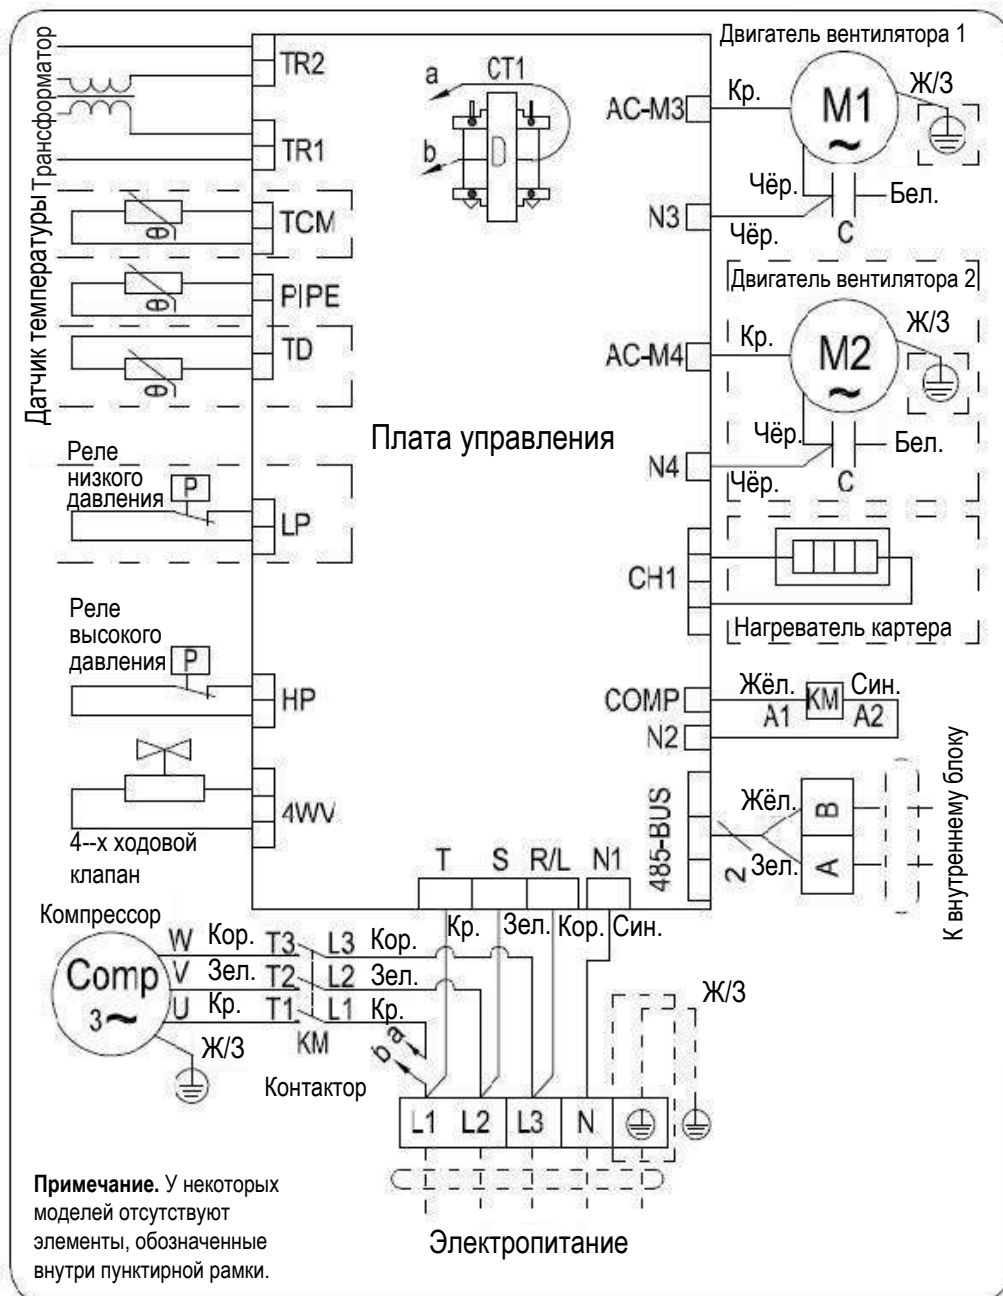 Двигатель вентилятора 1
Трансформатор
TR2
TR1
a
CT1
b
AC-M3
Кр.
M1
~
Ж/З
Чёр.
Бел.
N3
Чёр.
C
Датчик температуры
TCM
θ
PIPE
θ
TD
θ
Двигатель вентилятора 2
AC-M4
Кр.
M2
~
Ж/З
Чёр.
Бел.
N4
Чёр.
C
Плата управления
Реле
низкого
давления
P
LP
CH1
Нагреватель картера
Реле
высокого
давления
P
HP
COMP
Жёл.
KM
Син.
A1
A2
N2
4WV
4--х ходовой
клапан
485-BUS
Жёл.
B
2
Зел.
A
К внутреннему блоку
T
S
R/L
N1
Кр.
Зел.
Кор.
Син.
Компрессор
Comp
3~
W
Кор.
T3
L3
Кор.
V
Зел.
T2
L2
Зел.
U
Кр.
T1
L1
Кр.
KM
Ж/З
Контактор
a
b
Ж/З
L1
L2
L3
N
Электропитание
Примечание. У некоторых
моделей отсутствуют
элементы, обозначенные
внутри пунктирной рамки.